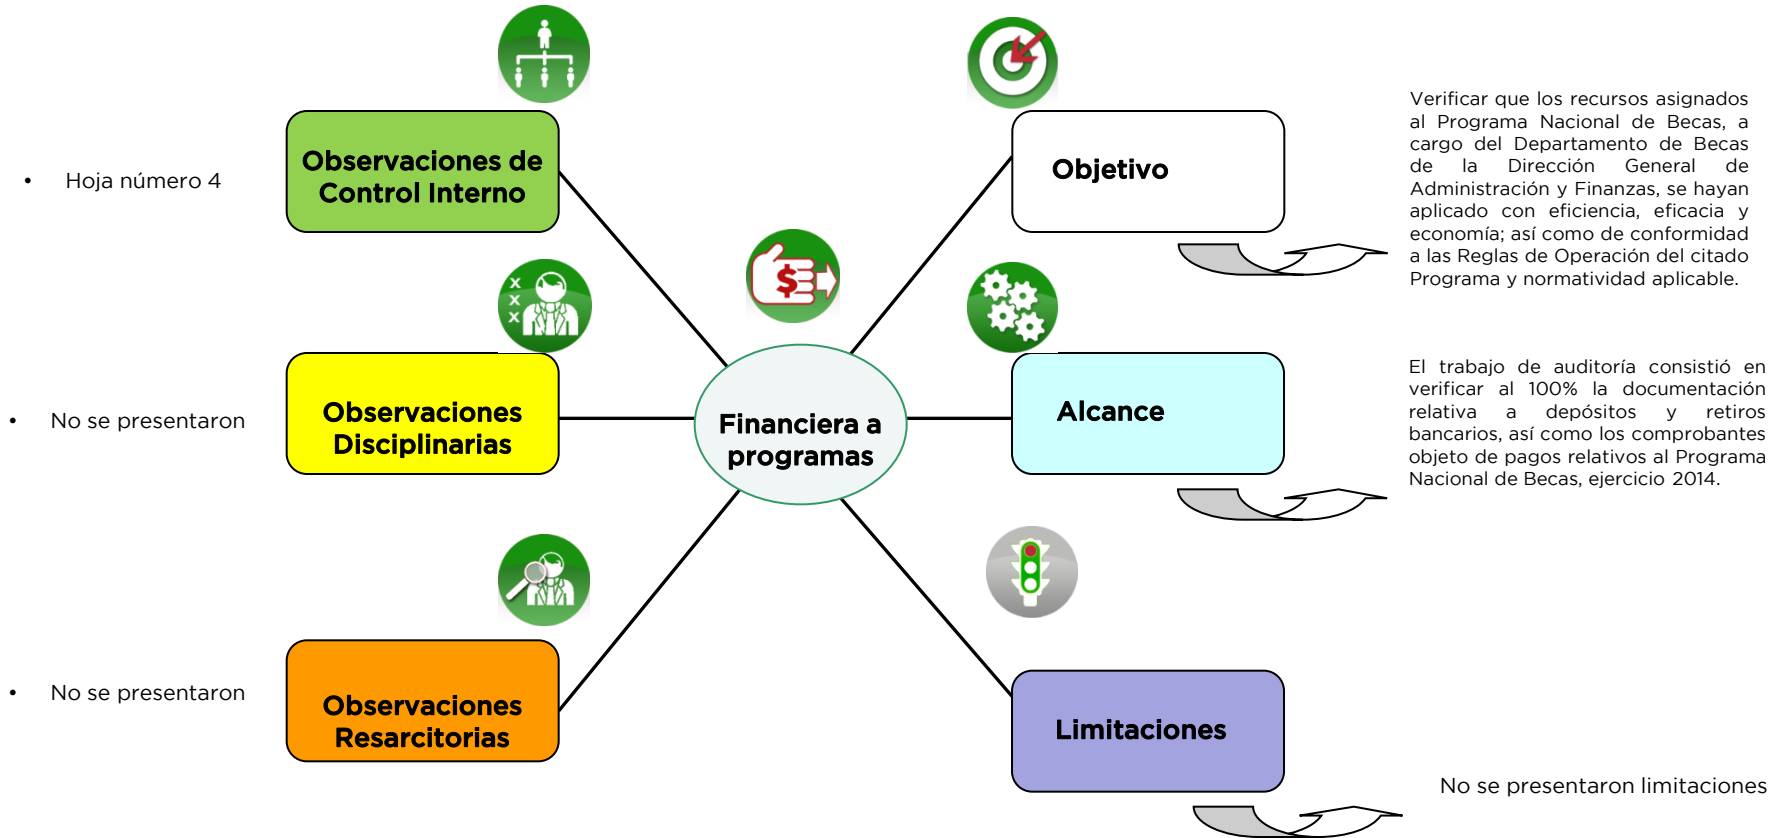 Observaciones de
Control Interno
• Hoja número 4
Observaciones
Disciplinarias
• No se presentaron
Observaciones
Resarcitorias
• No se presentaron
$
x
x
x
Financiera a
programas
Objetivo
Verificar que los recursos asignados
al Programa Nacional de Becas, a
cargo del Departamento de Becas
de la Dirección General de
Administración y Finanzas, se hayan
aplicado con eficiencia, eficacia y
economía; así como de conformidad
a las Reglas de Operación del citado
Programa y normatividad aplicable.
Alcance
El trabajo de auditoría consistió en
verificar al 100% la documentación
relativa a depósitos y retiros
bancarios, así como los comprobantes
objeto de pagos relativos al Programa
Nacional de Becas, ejercicio 2014.
Limitaciones
No se presentaron limitaciones